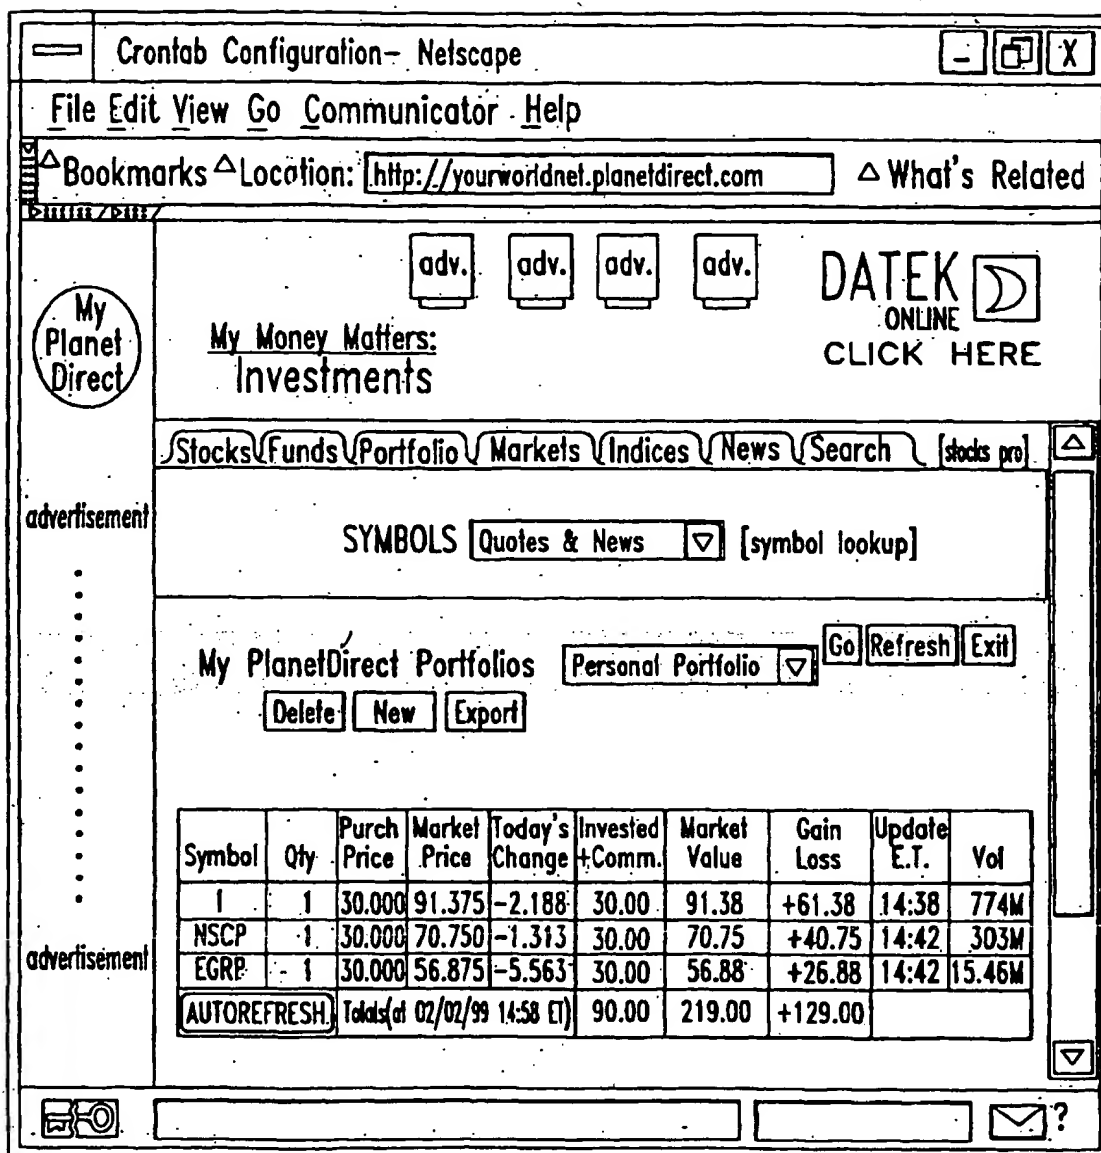 Crontab Configuration- Netscape - X
File Edit View Go Communicator Help
Bookmarks Location: http://yourworldnet.planetdirect.com What's Related
My Planet Direct
adv. adv. adv. adv.
DATEK
ONLINE
CLICK HERE
My Money Matters:
Investments
Stocks Funds Portfolio Markets Indices News Search [stocks pro]
advertisement
SYMBOLS Quotes & News [symbol lookup]
My PlanetDirect Portfolios Personal Portfolio Go Refresh Exit
Delete New Export
Symbol Qty Purch Price Market Price Today's Change Invested +Comm. Market Value Gain Loss Update E.T. Vol
T 1 30.000 91.375 -2.188 30.00 91.38 +61.38 14:38 774M
NSCP 1 30.000 70.750 -1.313 30.00 70.75 +40.75 14:42 303M
EGRP 1 30.000 56.875 -5.563 30.00 56.88 +26.88 14:42 15.46M
advertisement
AUTOREFRESH Totals(at 02/02/99 14:58 ET) 90.00 219.00 +129.00
?